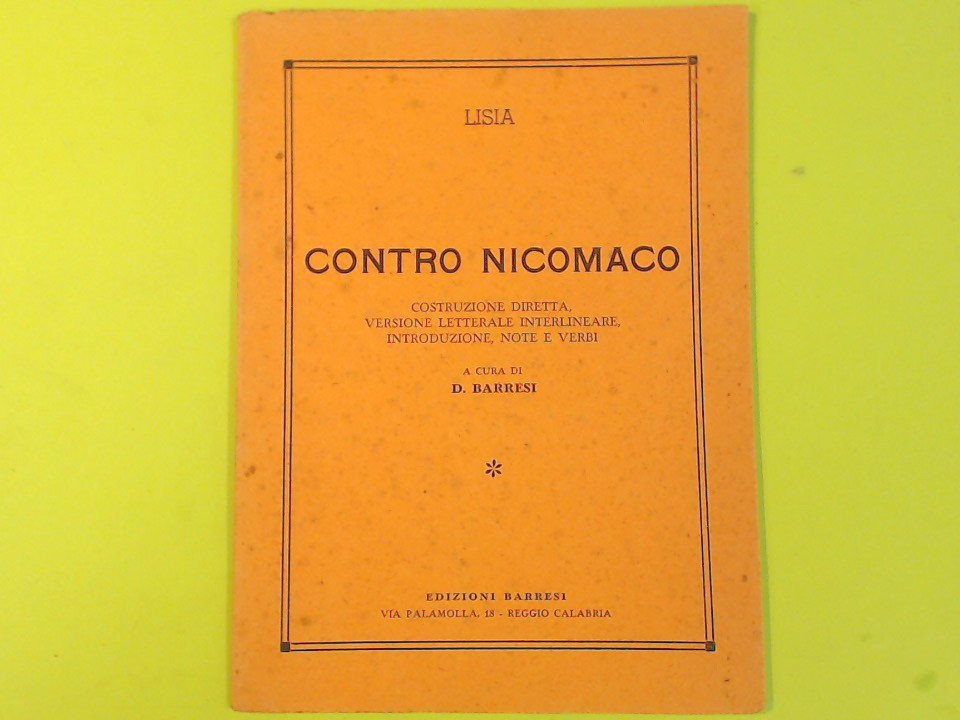 LISIA
CONTRO NICOMACO
COSTRUZIONE DIRETTA,
VERSIONE LETTERALE INTERLINEARE,
INTRODUZIONE, NOTE E VERBI
A CURA DI
D. BARRESI
*
EDIZIONI BARRESI
VIA PALAMOLLA, 18 - REGGIO CALABRIA